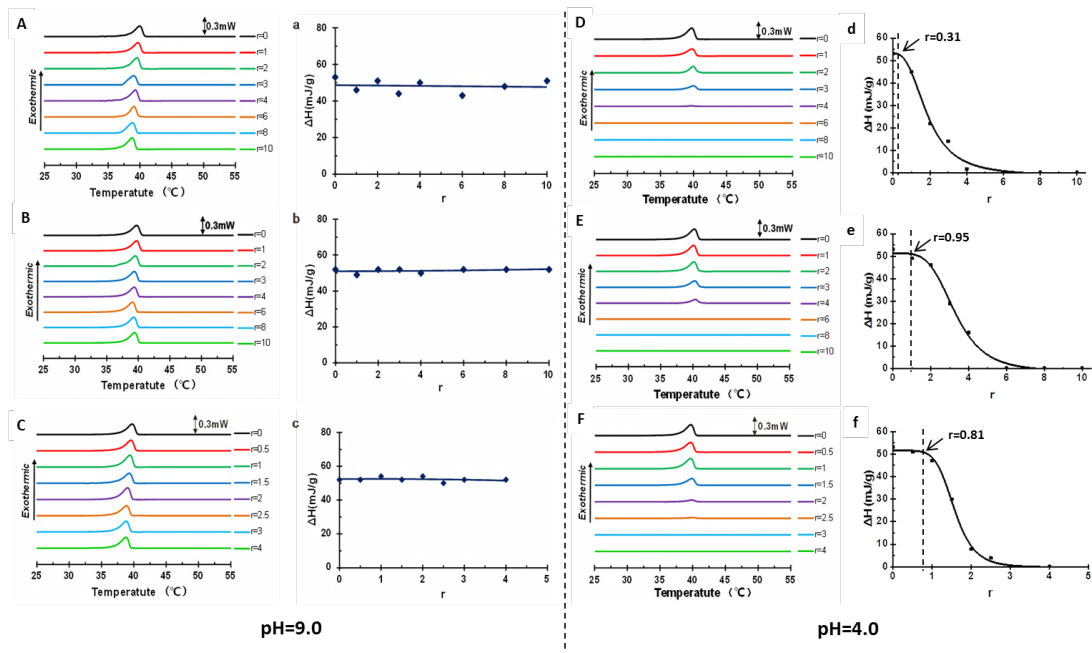 A
0.3mW
r=0
r=1
r=2
r=3
r=4
r=6
r=8
r=10
Exothermic
25 30 35 40 45 50 55
Temperatute (℃)
a
ΔH(mJ/g)
80
60
40
20
0
0 2 4 6 8 10
r
B
0.3mW
r=0
r=1
r=2
r=3
r=4
r=6
r=8
r=10
Exothermic
25 30 35 40 45 50 55
Temperatute (℃)
b
ΔH(mJ/g)
80
60
40
20
0
0 2 4 6 8 10
r
C
0.3mW
r=0
r=0.5
r=1
r=1.5
r=2
r=2.5
r=3
r=4
Exothermic
25 30 35 40 45 50 55
Temperatute (℃)
c
ΔH(mJ/g)
80
60
40
20
0
0 1 2 3 4 5
r
pH=9.0
D
0.3mW
r=0
r=1
r=2
r=3
r=4
r=6
r=8
r=10
Exothermic
25 30 35 40 45 50 55
Temperatute (℃)
d
r=0.31
ΔH (mJ/g)
60
50
40
30
20
10
0
0 2 4 6 8 10
r
E
0.3mW
r=0
r=1
r=2
r=3
r=4
r=6
r=8
r=10
Exothermic
25 30 35 40 45 50 55
Temperatute (℃)
e
r=0.95
ΔH (mJ/g)
60
50
40
30
20
10
0
0 2 4 6 8 10
r
F
0.3mW
r=0
r=0.5
r=1
r=1.5
r=2
r=2.5
r=3
r=4
Exothermic
25 30 35 40 45 50 55
Temperatute (℃)
f
r=0.81
ΔH (mJ/g)
60
50
40
30
20
10
0
0 1 2 3 4 5
r
pH=4.0